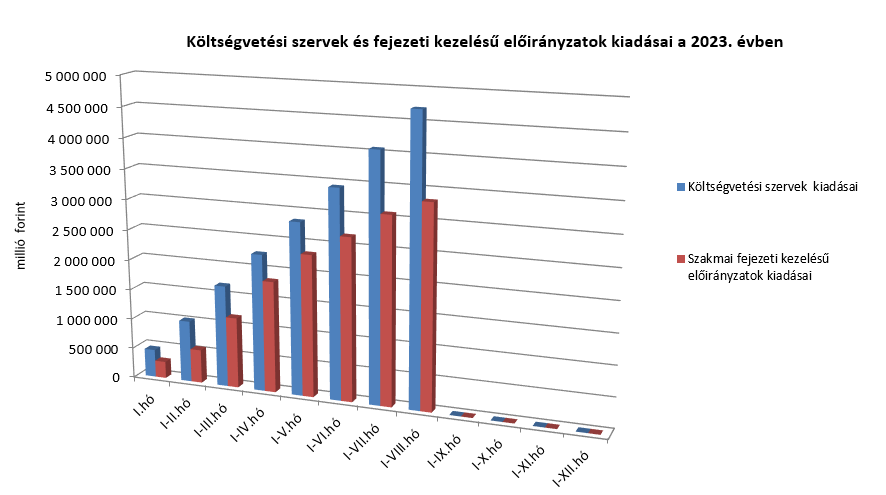 Költségvetési szervek és fejezeti kezelésű előirányzatok kiadásai a 2023. évben
millió forint
5 000 000
4 500 000
4 000 000
3 500 000
3 000 000
2 500 000
2 000 000
1 500 000
1 000 000
500 000
0
I.hó
I-II.hó
I-III.hó
I-IV.hó
I-V.hó
I-VI.hó
I-VII.hó
I-VIII.hó
I-IX.hó
I-X.hó
I-XI.hó
I-XII.hó
Költségvetési szervek kiadásai
Szakmai fejezeti kezelésű
előirányzatok kiadásai